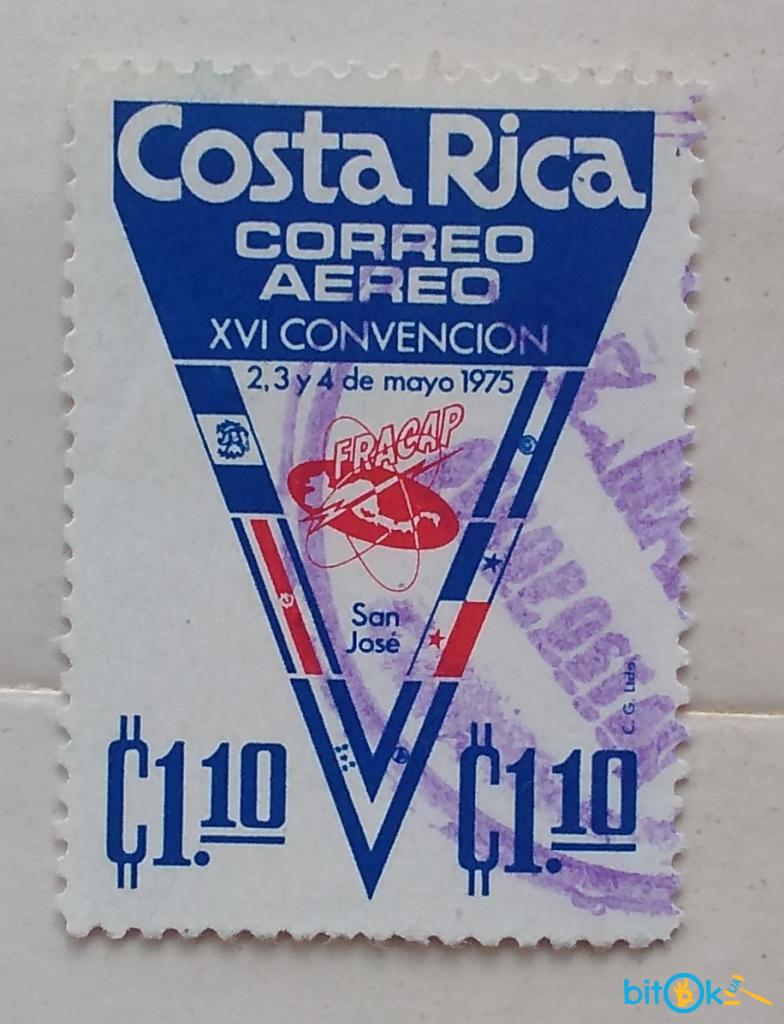 Costa Rica
CORREO
AEREO
XVI CONVENCION
2, 3 y 4 de mayo 1975
FRACAP
San
José
C. G. Ltda.
₡1.10
₡1.10
bitok
UA